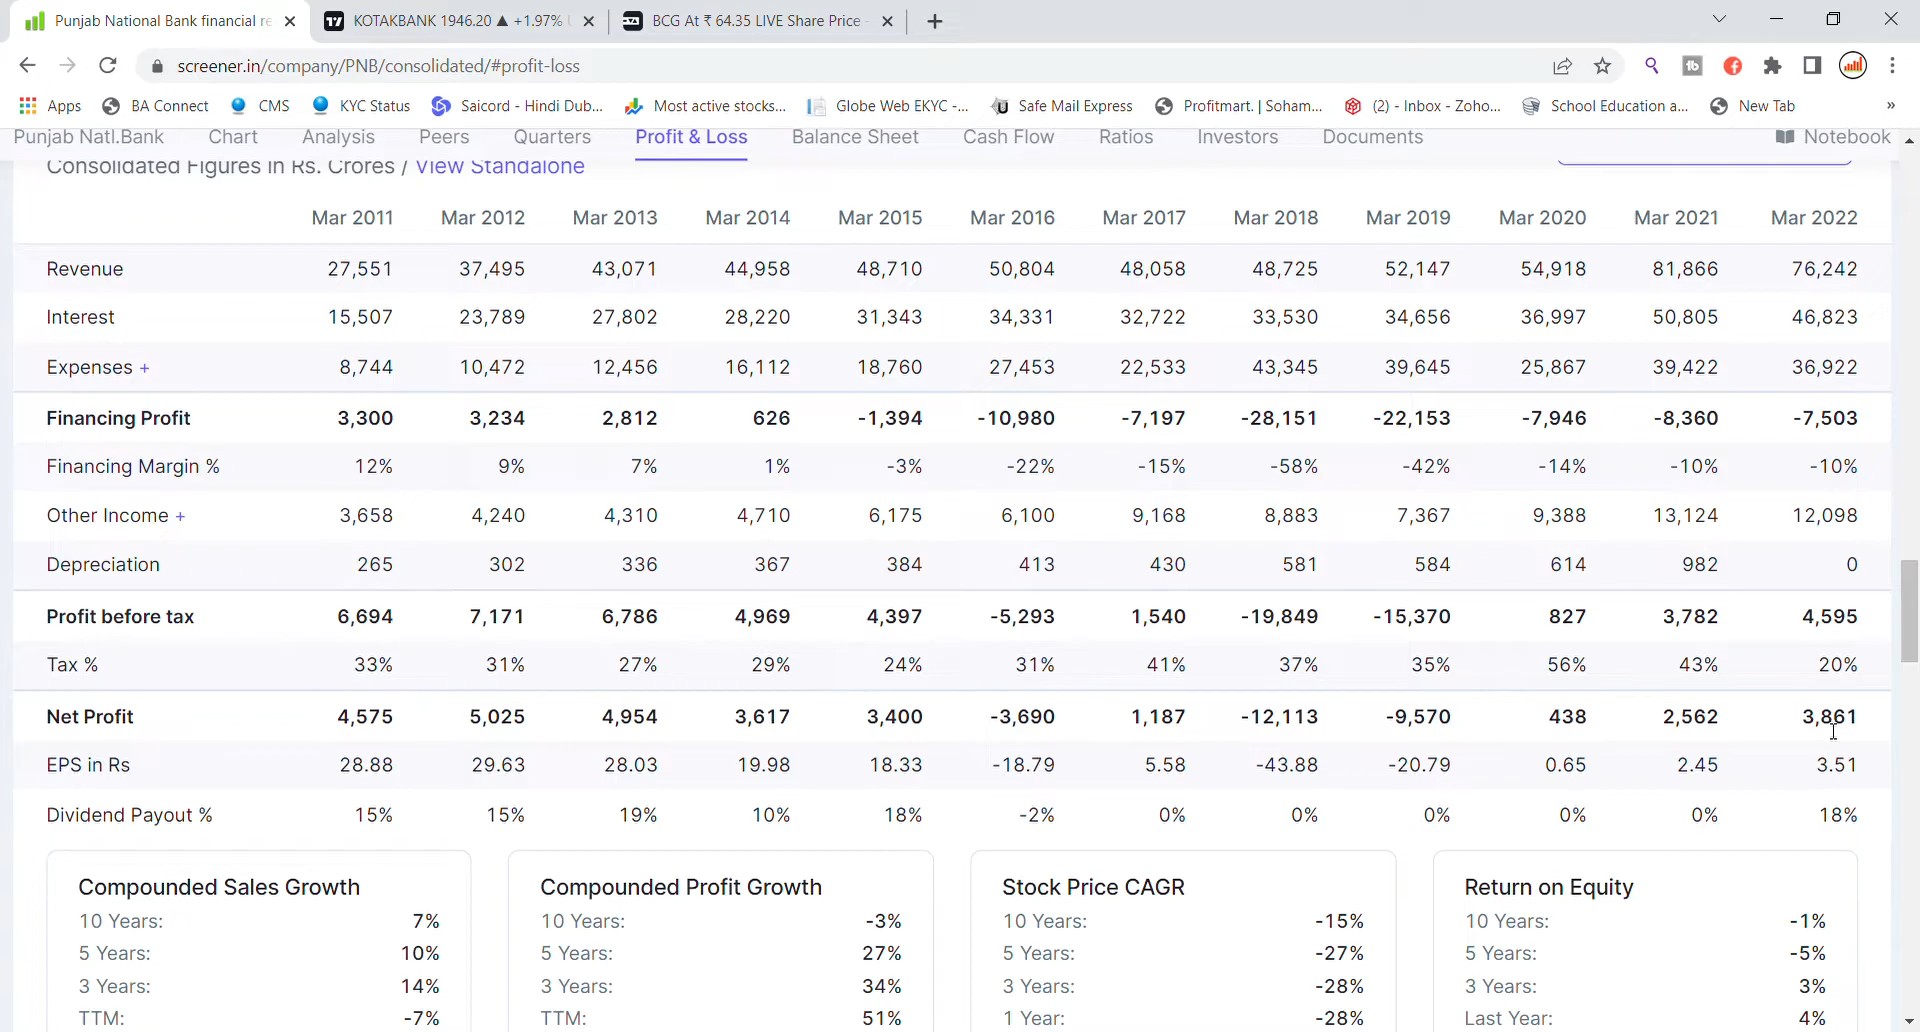 Punjab National Bank financial re
KOTAKBANK 1946.20 ▲ +1.97%
BCG At ₹ 64.35 LIVE Share Price -
screener.in/company/PNB/consolidated/#profit-loss
Apps BA Connect CMS KYC Status Saicord - Hindi Dub... Most active stocks... Globe Web EKYC -... Safe Mail Express Profitmart. | Soham... (2) - Inbox - Zoho... School Education a... New Tab »
Punjab Natl.Bank Chart Analysis Peers Quarters Profit & Loss Balance Sheet Cash Flow Ratios Investors Documents Notebook
Consolidated Figures in Rs. Crores / View Standalone
Mar 2011 Mar 2012 Mar 2013 Mar 2014 Mar 2015 Mar 2016 Mar 2017 Mar 2018 Mar 2019 Mar 2020 Mar 2021 Mar 2022
Revenue 27,551 37,495 43,071 44,958 48,710 50,804 48,058 48,725 52,147 54,918 81,866 76,242
Interest 15,507 23,789 27,802 28,220 31,343 34,331 32,722 33,530 34,656 36,997 50,805 46,823
Expenses + 8,744 10,472 12,456 16,112 18,760 27,453 22,533 43,345 39,645 25,867 39,422 36,922
Financing Profit 3,300 3,234 2,812 626 -1,394 -10,980 -7,197 -28,151 -22,153 -7,946 -8,360 -7,503
Financing Margin % 12% 9% 7% 1% -3% -22% -15% -58% -42% -14% -10% -10%
Other Income + 3,658 4,240 4,310 4,710 6,175 6,100 9,168 8,883 7,367 9,388 13,124 12,098
Depreciation 265 302 336 367 384 413 430 581 584 614 982 0
Profit before tax 6,694 7,171 6,786 4,969 4,397 -5,293 1,540 -19,849 -15,370 827 3,782 4,595
Tax % 33% 31% 27% 29% 24% 31% 41% 37% 35% 56% 43% 20%
Net Profit 4,575 5,025 4,954 3,617 3,400 -3,690 1,187 -12,113 -9,570 438 2,562 3,861
EPS in Rs 28.88 29.63 28.03 19.98 18.33 -18.79 5.58 -43.88 -20.79 0.65 2.45 3.51
Dividend Payout % 15% 15% 19% 10% 18% -2% 0% 0% 0% 0% 0% 18%
Compounded Sales Growth
10 Years: 7%
5 Years: 10%
3 Years: 14%
TTM: -7%
Compounded Profit Growth
10 Years: -3%
5 Years: 27%
3 Years: 34%
TTM: 51%
Stock Price CAGR
10 Years: -15%
5 Years: -27%
3 Years: -28%
1 Year: -28%
Return on Equity
10 Years: -1%
5 Years: -5%
3 Years: 3%
Last Year: 4%